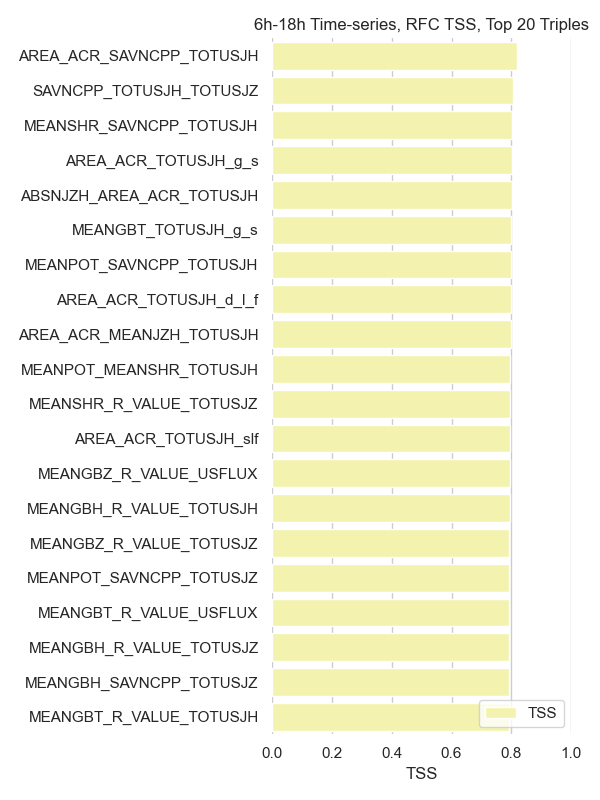 6h-18h Time-series, RFC TSS, Top 20 Triples
AREA_ACR_SAVNCPP_TOTUSJH
SAVNCPP_TOTUSJH_TOTUSJZ
MEANSHR_SAVNCPP_TOTUSJH
AREA_ACR_TOTUSJH_g_s
ABSNJZH_AREA_ACR_TOTUSJH
MEANGBT_TOTUSJH_g_s
MEANPOT_SAVNCPP_TOTUSJH
AREA_ACR_TOTUSJH_d_l_f
AREA_ACR_MEANJZH_TOTUSJH
MEANPOT_MEANSHR_TOTUSJH
MEANSHR_R_VALUE_TOTUSJZ
AREA_ACR_TOTUSJH_slf
MEANGBZ_R_VALUE_USFLUX
MEANGBH_R_VALUE_TOTUSJH
MEANGBZ_R_VALUE_TOTUSJZ
MEANPOT_SAVNCPP_TOTUSJZ
MEANGBT_R_VALUE_USFLUX
MEANGBH_R_VALUE_TOTUSJZ
MEANGBH_SAVNCPP_TOTUSJZ
MEANGBT_R_VALUE_TOTUSJH
TSS
0.0 0.2 0.4 0.6 0.8 1.0
TSS